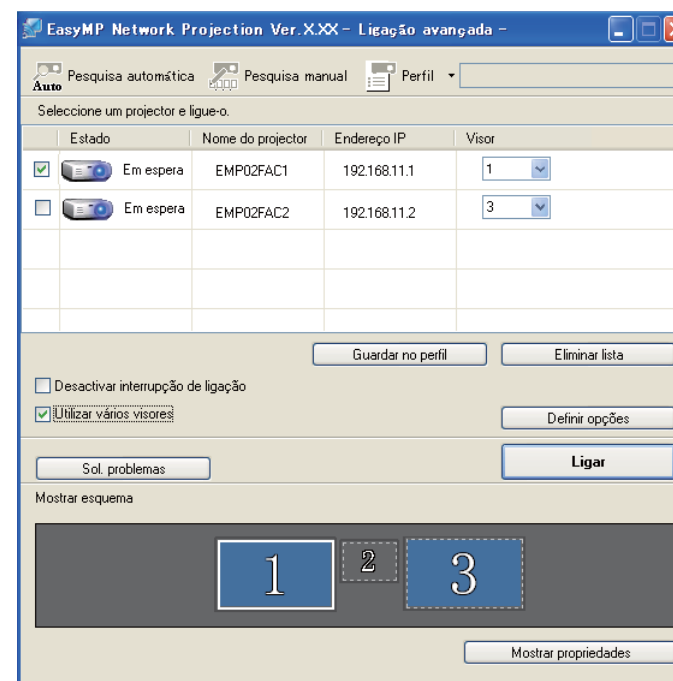 EasyMP Network Projection Ver.X.XX - Ligação avançada -
Auto Pesquisa automática Pesquisa manual Perfil
Seleccione um projector e ligue-o.
Estado Nome do projector Endereço IP Visor
Em espera EMP02FAC1 192.168.11.1 1
Em espera EMP02FAC2 192.168.11.2 3
Guardar no perfil Eliminar lista
Desactivar interrupção de ligação
Utilizar vários visores
Definir opções
Ligar
Sol. problemas
Mostrar esquema
1 2 3
Mostrar propriedades